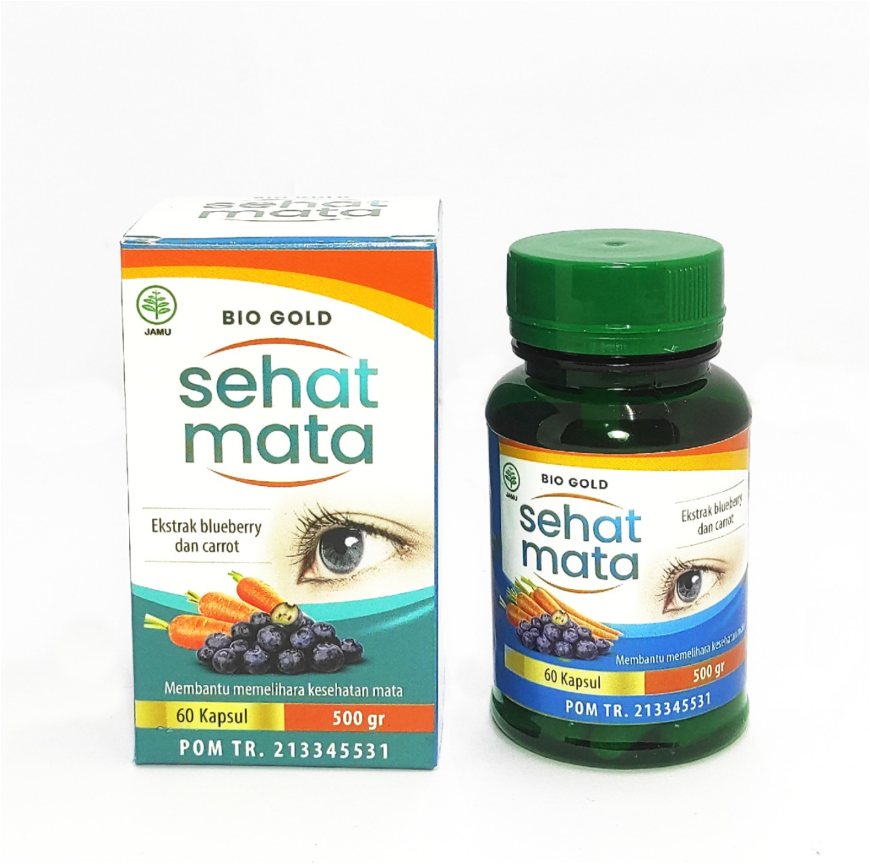 sehat
mata
JAMU
BIO GOLD
sehat
mata
Ekstrak blueberry
dan carrot
Membantu memelihara kesehatan mata
60 Kapsul
500 gr
POM TR. 213345531
JAMU
BIO GOLD
sehat
mata
Ekstrak blueberry
dan carrot
Membantu memelihara kesehatan mata
60 Kapsul
500 gr
POM TR. 213345531